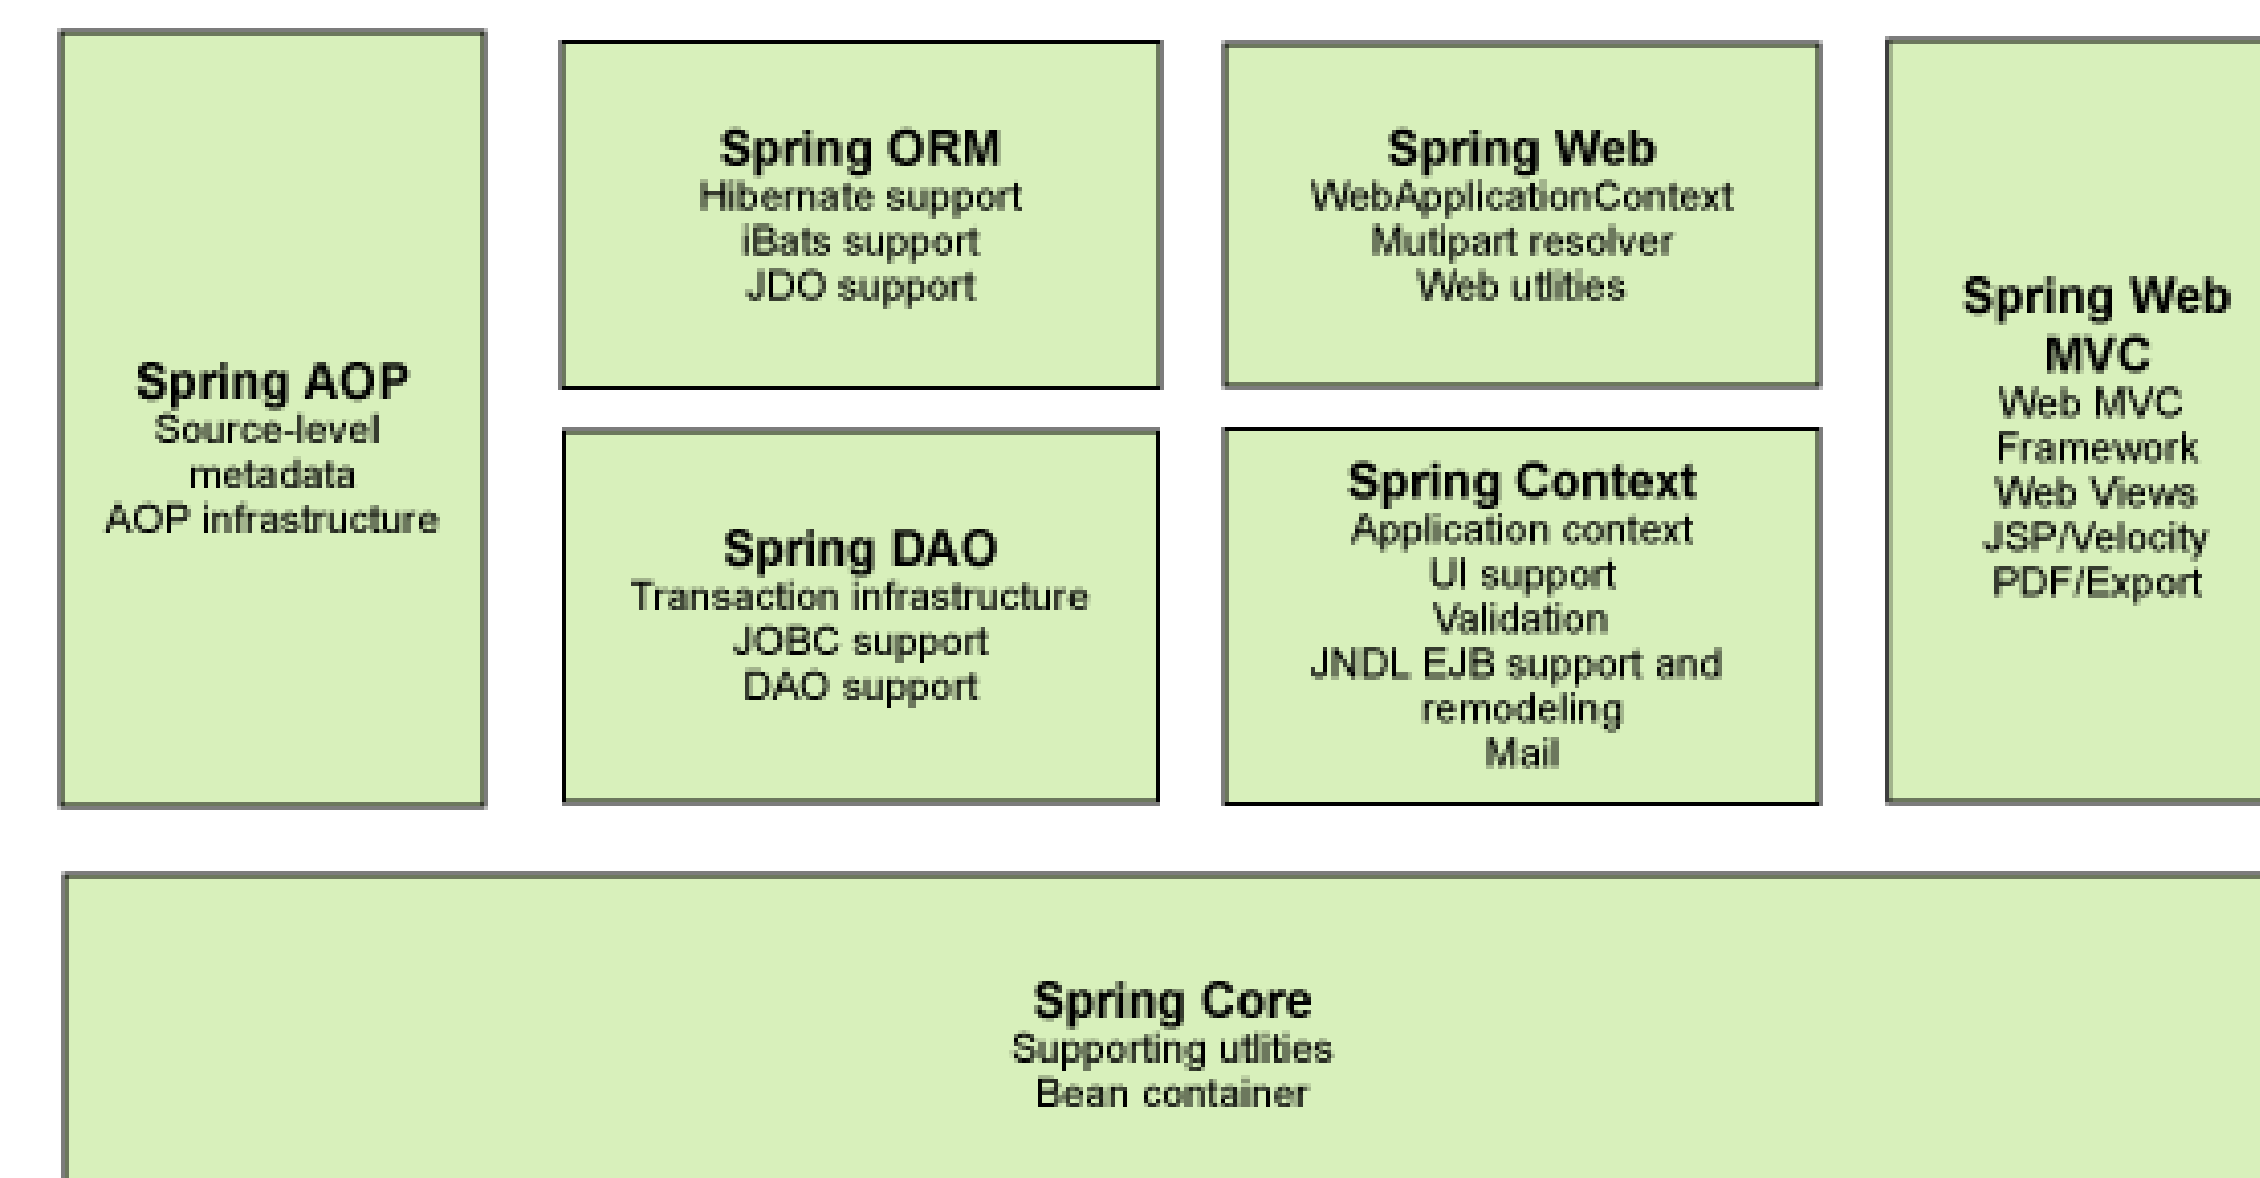 Spring AOP
Source-level
metadata
AOP infrastructure
Spring ORM
Hibernate support
iBats support
JDO support
Spring DAO
Transaction infrastructure
JOBC support
DAO support
Spring Web
WebApplicationContext
Mutipart resolver
Web utlities
Spring Context
Application context
UI support
Validation
JNDL EJB support and
remodeling
Mail
Spring Web
MVC
Web MVC
Framework
Web Views
JSP/Velocity
PDF/Export
Spring Core
Supporting utlities
Bean container